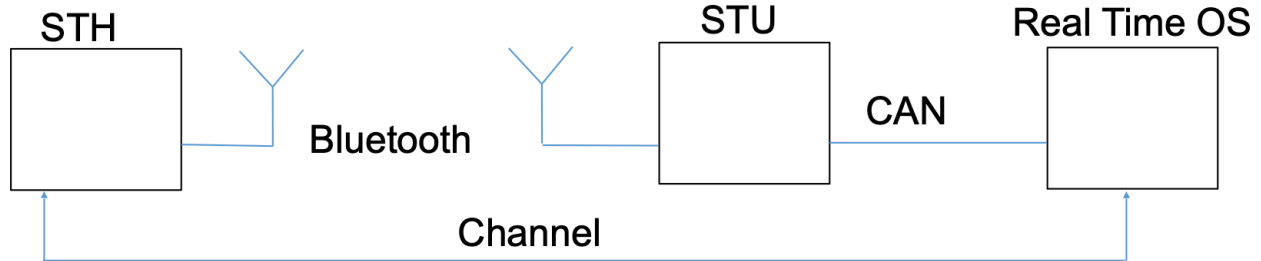 STH
STU
Real Time OS
Bluetooth
CAN
Channel